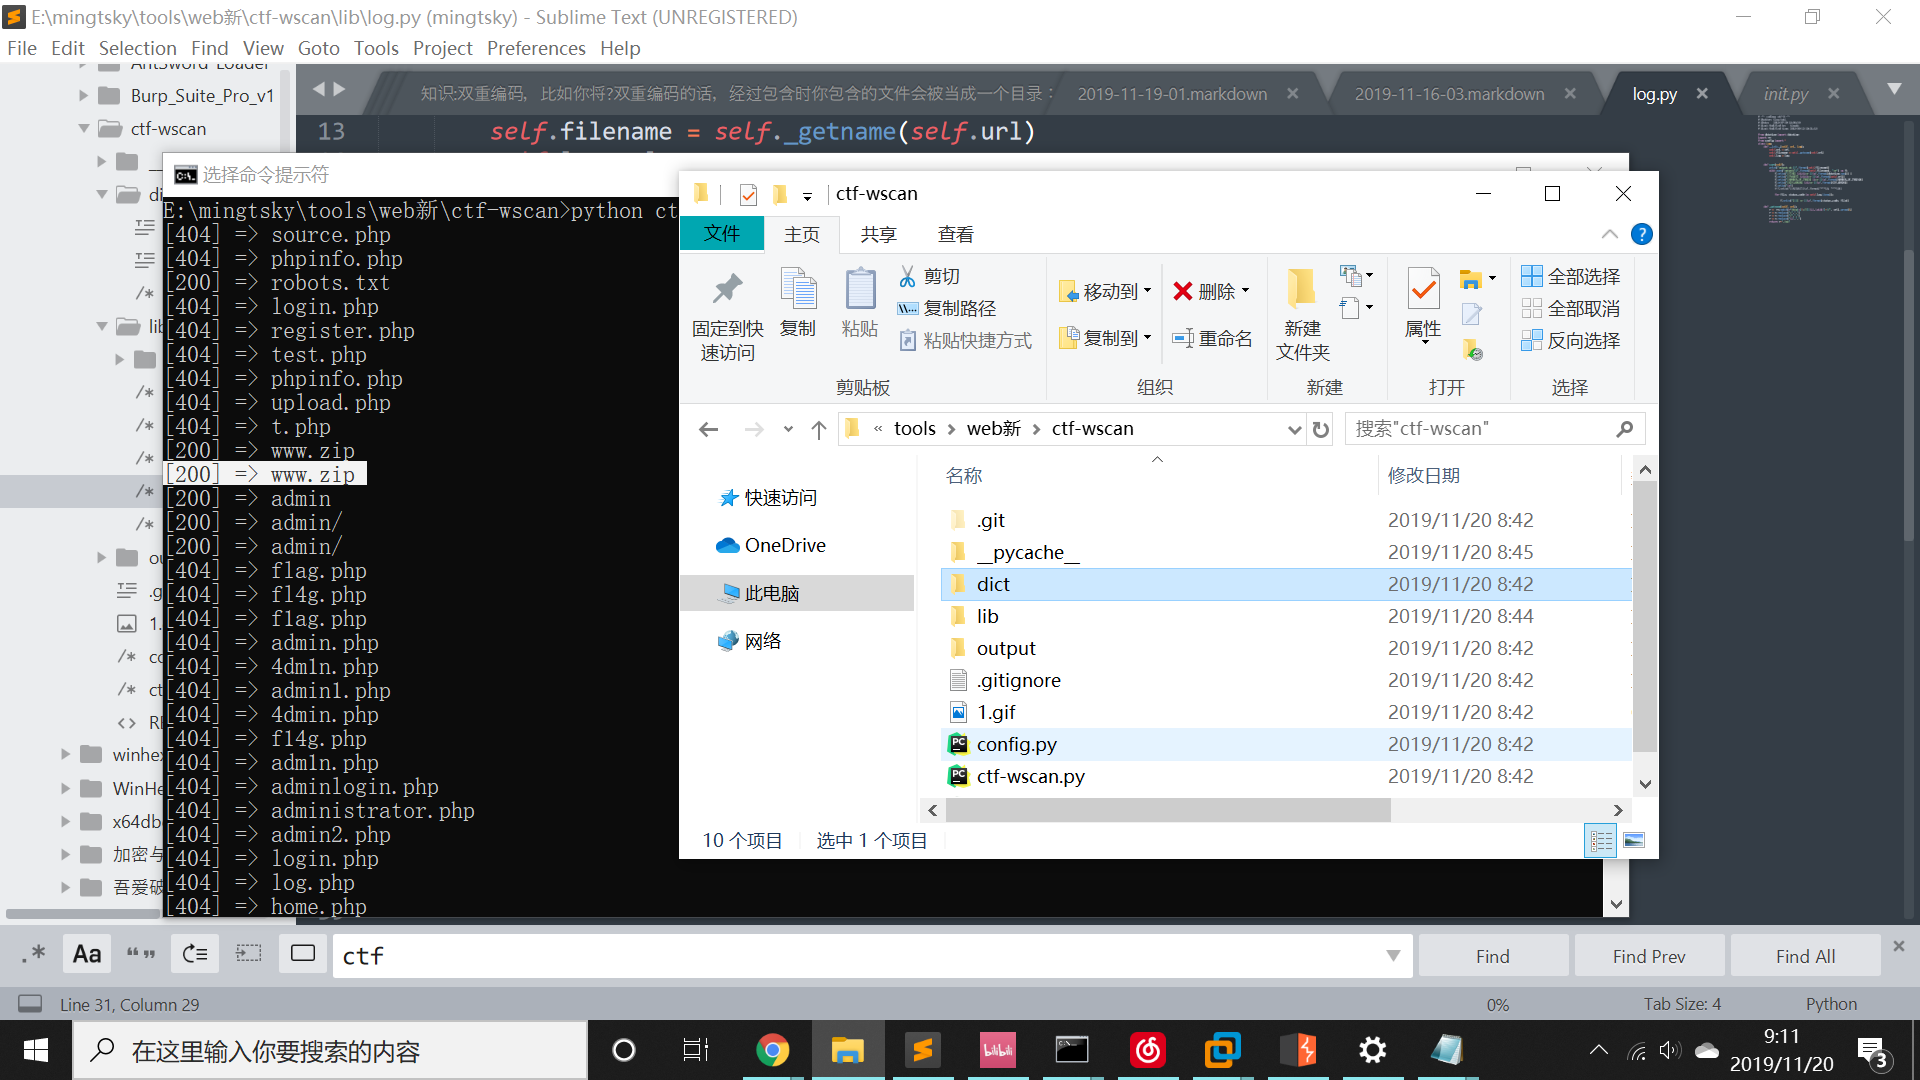 E:\mingtsky\tools\web新\ctf-wscan\lib\log.py (mingtsky) - Sublime Text (UNREGISTERED)
File Edit Selection Find View Goto Tools Project Preferences Help
AntSword-Loader
Burp_Suite_Pro_v1
ctf-wscan
知识:双重编码，比如你将?双重编码的话，经过包含时你包含的文件会被当成一个目录：
2019-11-19-01.markdown
2019-11-16-03.markdown
log.py
init.py
13 self.filename = self._getname(self.url)
选择命令提示符
E:\mingtsky\tools\web新\ctf-wscan>python ct
[404] => source.php
[404] => phpinfo.php
[200] => robots.txt
[404] => login.php
[404] => register.php
[404] => test.php
[404] => phpinfo.php
[404] => upload.php
[404] => t.php
[200] => www.zip
[200] => www.zip
[200] => admin
[200] => admin/
[200] => admin/
[404] => flag.php
[404] => fl4g.php
[404] => f1ag.php
[404] => admin.php
[404] => 4dm1n.php
[404] => admin1.php
[404] => 4dmin.php
[404] => f14g.php
[404] => adm1n.php
[404] => adminlogin.php
[404] => administrator.php
[404] => admin2.php
[404] => login.php
[404] => log.php
[404] => home.php
di
lib
ou
.g
1.
co
ct
RI
winhex
WinHe
x64db
加密与
吾爱破
ctf-wscan
文件 主页 共享 查看
固定到快速访问
复制
粘贴
剪切
复制路径
粘贴快捷方式
剪贴板
移动到
复制到
删除
重命名
组织
新建
文件夹
新建
属性
打开
全部选择
全部取消
反向选择
选择
« tools › web新 › ctf-wscan
搜索"ctf-wscan"
快速访问
OneDrive
此电脑
网络
名称 修改日期
.git 2019/11/20 8:42
__pycache__ 2019/11/20 8:45
dict 2019/11/20 8:42
lib 2019/11/20 8:44
output 2019/11/20 8:42
.gitignore 2019/11/20 8:42
1.gif 2019/11/20 8:42
config.py 2019/11/20 8:42
ctf-wscan.py 2019/11/20 8:42
10 个项目 选中 1 个项目
.* Aa “” ctf Find Find Prev Find All
Line 31, Column 29 0% Tab Size: 4 Python
在这里输入你要搜索的内容
bilibili
9:11
2019/11/20
3